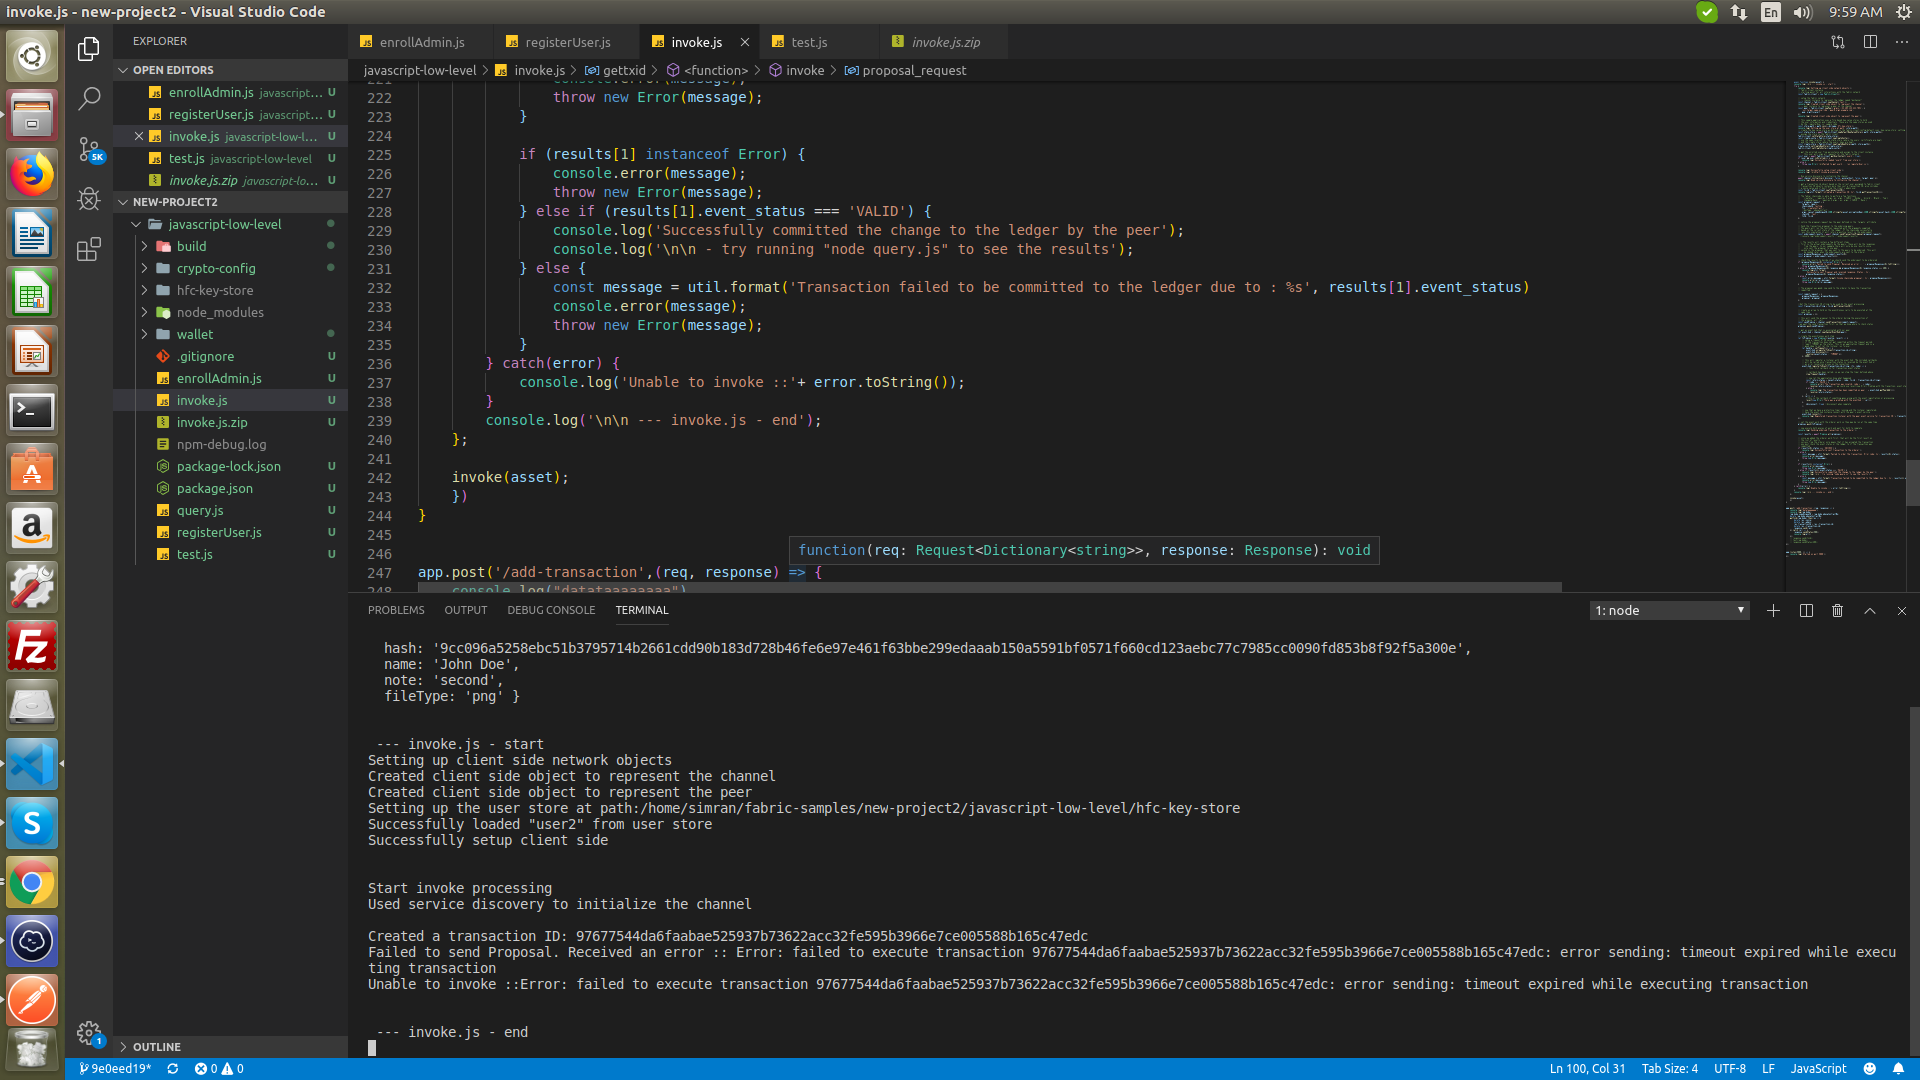 invoke.js - new-project2 - Visual Studio Code
En
9:59 AM
EXPLORER
enrollAdmin.js
registerUser.js
invoke.js
test.js
invoke.js.zip
OPEN EDITORS
javascript-low-level > invoke.js > gettxid > <function> > invoke > proposal_request
enrollAdmin.js javascript... U
registerUser.js javascript... U
invoke.js javascript-low-l... U
test.js javascript-low-level U
invoke.js.zip javascript-lo... U
5K
NEW-PROJECT2
javascript-low-level
build
crypto-config
hfc-key-store
node_modules
wallet
.gitignore U
enrollAdmin.js U
invoke.js U
invoke.js.zip U
npm-debug.log
package-lock.json U
package.json U
query.js U
registerUser.js U
test.js U
OUTLINE
221 console.error(message);
222 throw new Error(message);
223 }
224
225 if (results[1] instanceof Error) {
226 console.error(message);
227 throw new Error(message);
228 } else if (results[1].event_status === 'VALID') {
229 console.log('Successfully committed the change to the ledger by the peer');
230 console.log('\n\n - try running "node query.js" to see the results');
231 } else {
232 const message = util.format('Transaction failed to be committed to the ledger due to : %s', results[1].event_status)
233 console.error(message);
234 throw new Error(message);
235 }
236 } catch(error) {
237 console.log('Unable to invoke ::'+ error.toString());
238 }
239 console.log('\n\n --- invoke.js - end');
240 };
241
242 invoke(asset);
243 })
244 }
245
246
function(req: Request<Dictionary<string>>, response: Response): void
247 app.post('/add-transaction',(req, response) => {
248 console.log("datataaaaaaaa")
PROBLEMS OUTPUT DEBUG CONSOLE TERMINAL
1: node
hash: '9cc096a5258ebc51b3795714b2661cdd90b183d728b46fe6e97e461f63bbe299edaaab150a5591bf0571f660cd123aebc77c7985cc0090fd853b8f92f5a300e',
name: 'John Doe',
note: 'second',
fileType: 'png' }
--- invoke.js - start
Setting up client side network objects
Created client side object to represent the channel
Created client side object to represent the peer
Setting up the user store at path:/home/simran/fabric-samples/new-project2/javascript-low-level/hfc-key-store
Successfully loaded "user2" from user store
Successfully setup client side
Start invoke processing
Used service discovery to initialize the channel
Created a transaction ID: 97677544da6faabae525937b73622acc32fe595b3966e7ce005588b165c47edc
Failed to send Proposal. Received an error :: Error: failed to execute transaction 97677544da6faabae525937b73622acc32fe595b3966e7ce005588b165c47edc: error sending: timeout expired while execu
ting transaction
Unable to invoke ::Error: failed to execute transaction 97677544da6faabae525937b73622acc32fe595b3966e7ce005588b165c47edc: error sending: timeout expired while executing transaction
--- invoke.js - end
1
9e0eed19* 0 0
Ln 100, Col 31 Tab Size: 4 UTF-8 LF JavaScript